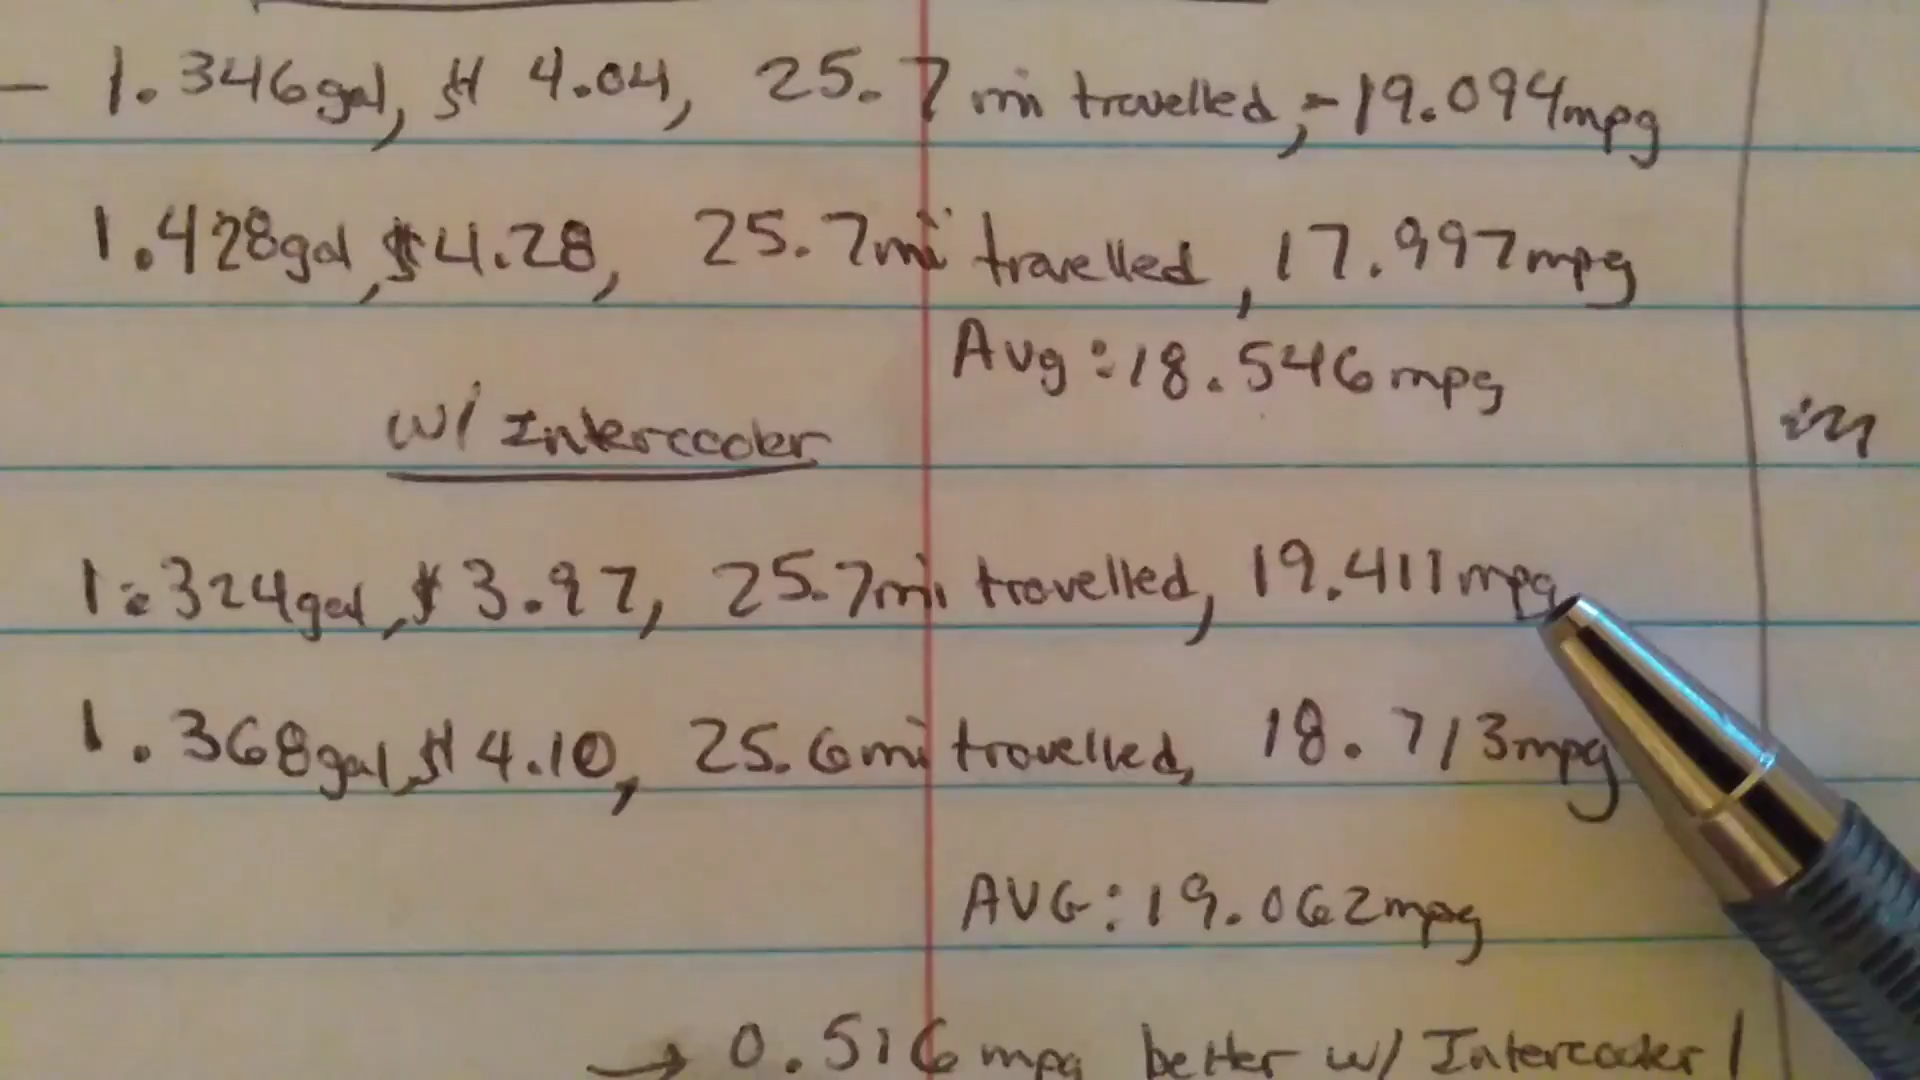 - 1.346gal, $ 4.04, 25.7 mi travelled, - 19.094mpg
1.428gal, $4.28, 25.7mi travelled, 17.997mpg
Avg: 18.546mpg
w/ Intercooler
1.324gal, $3.97, 25.7mi travelled, 19.411mpg
1.368gal, $4.10, 25.6mi travelled, 18.713mpg
AVG: 19.062mpg
→ 0.516 mpg better w/ Intercooler!